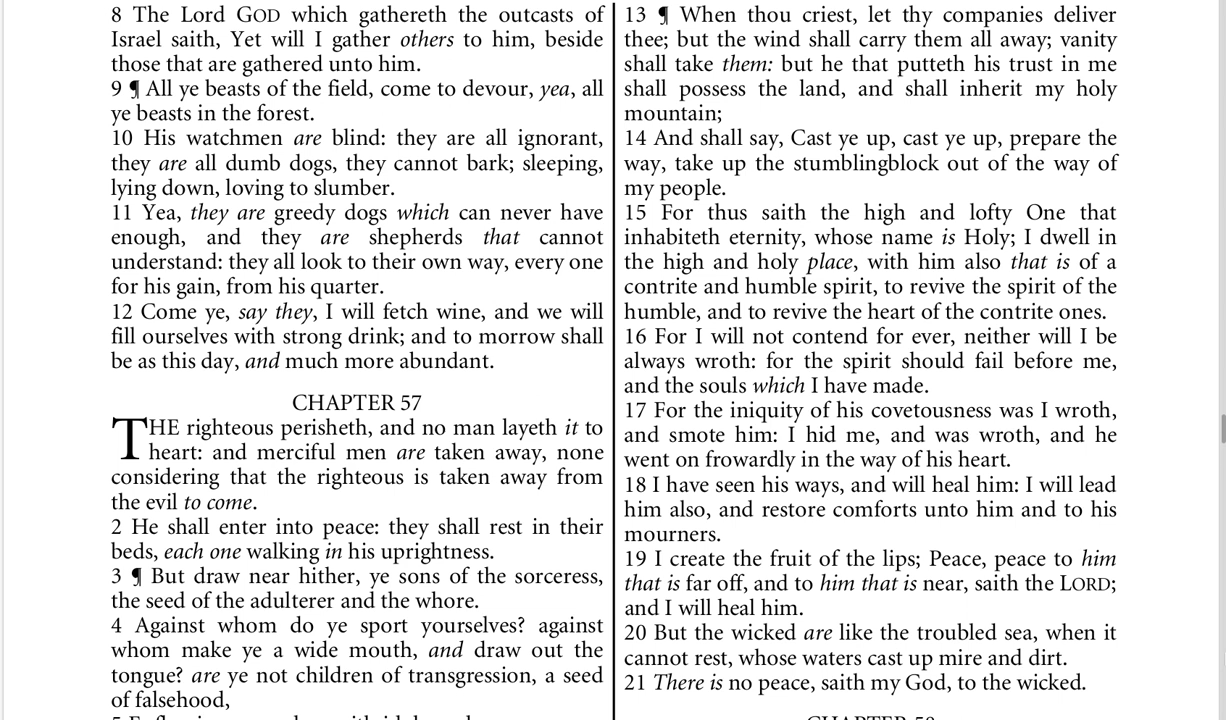 8 The Lord GOD which gathereth the outcasts of
Israel saith, Yet will I gather others to him, beside
those that are gathered unto him.
9 ¶ All ye beasts of the field, come to devour, yea, all
ye beasts in the forest.
10 His watchmen are blind: they are all ignorant,
they are all dumb dogs, they cannot bark; sleeping,
lying down, loving to slumber.
11 Yea, they are greedy dogs which can never have
enough, and they are shepherds that cannot
understand: they all look to their own way, every one
for his gain, from his quarter.
12 Come ye, say they, I will fetch wine, and we will
fill ourselves with strong drink; and to morrow shall
be as this day, and much more abundant.
CHAPTER 57
THE righteous perisheth, and no man layeth it to
heart: and merciful men are taken away, none
considering that the righteous is taken away from
the evil to come.
2 He shall enter into peace: they shall rest in their
beds, each one walking in his uprightness.
3 ¶ But draw near hither, ye sons of the sorceress,
the seed of the adulterer and the whore.
4 Against whom do ye sport yourselves? against
whom make ye a wide mouth, and draw out the
tongue? are ye not children of transgression, a seed
of falsehood,
13 ¶ When thou criest, let thy companies deliver
thee; but the wind shall carry them all away; vanity
shall take them: but he that putteth his trust in me
shall possess the land, and shall inherit my holy
mountain;
14 And shall say, Cast ye up, cast ye up, prepare the
way, take up the stumblingblock out of the way of
my people.
15 For thus saith the high and lofty One that
inhabiteth eternity, whose name is Holy; I dwell in
the high and holy place, with him also that is of a
contrite and humble spirit, to revive the spirit of the
humble, and to revive the heart of the contrite ones.
16 For I will not contend for ever, neither will I be
always wroth: for the spirit should fail before me,
and the souls which I have made.
17 For the iniquity of his covetousness was I wroth,
and smote him: I hid me, and was wroth, and he
went on frowardly in the way of his heart.
18 I have seen his ways, and will heal him: I will lead
him also, and restore comforts unto him and to his
mourners.
19 I create the fruit of the lips; Peace, peace to him
that is far off, and to him that is near, saith the LORD;
and I will heal him.
20 But the wicked are like the troubled sea, when it
cannot rest, whose waters cast up mire and dirt.
21 There is no peace, saith my God, to the wicked.